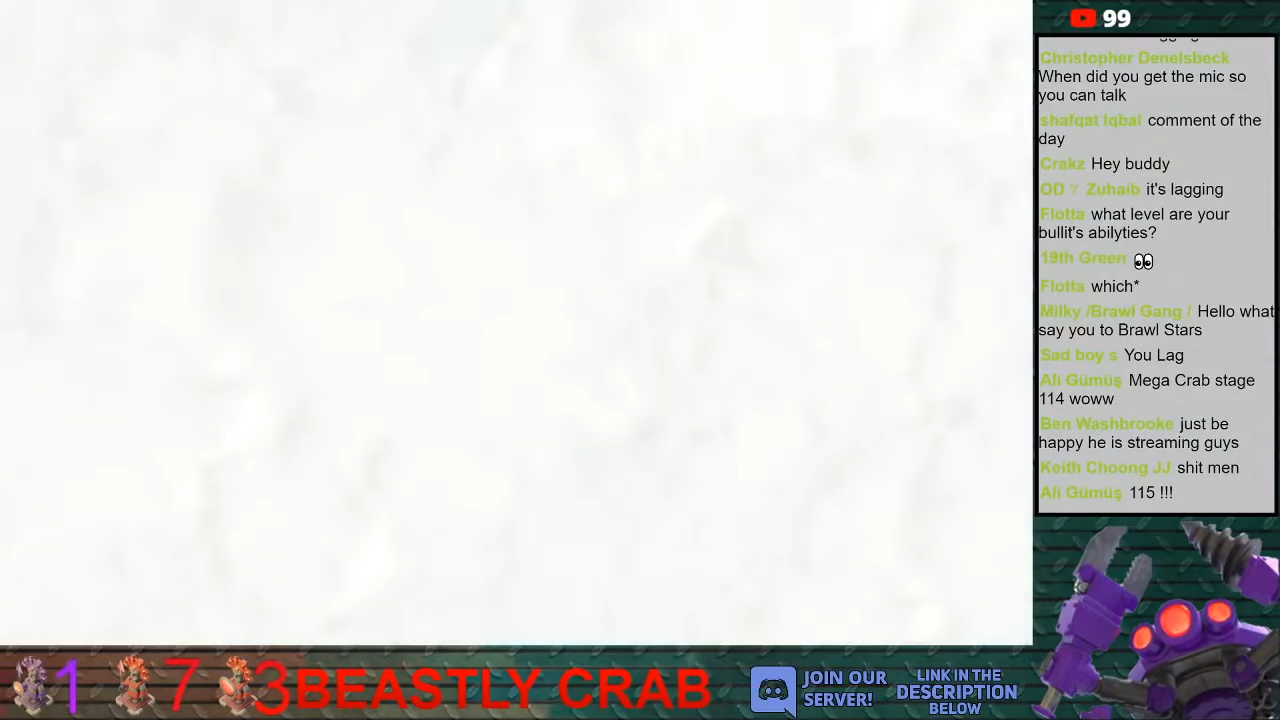 99
Christopher Denelsbeck
When did you get the mic so
you can talk
shafqat Iqbal comment of the
day
Crakz Hey buddy
OD Y Zuhaib it's lagging
Flotta what level are your
bullit's abilyties?
19th Green 👀
Flotta which*
Milky /Brawl Gang / Hello what
say you to Brawl Stars
Sad boy s You Lag
Ali Gümüş Mega Crab stage
114 woww
Ben Washbrooke just be
happy he is streaming guys
Keith Choong JJ shit men
Ali Gümüş 115 !!!
1 7 3 BEASTLY CRAB
JOIN OUR
SERVER!
LINK IN THE
DESCRIPTION
BELOW